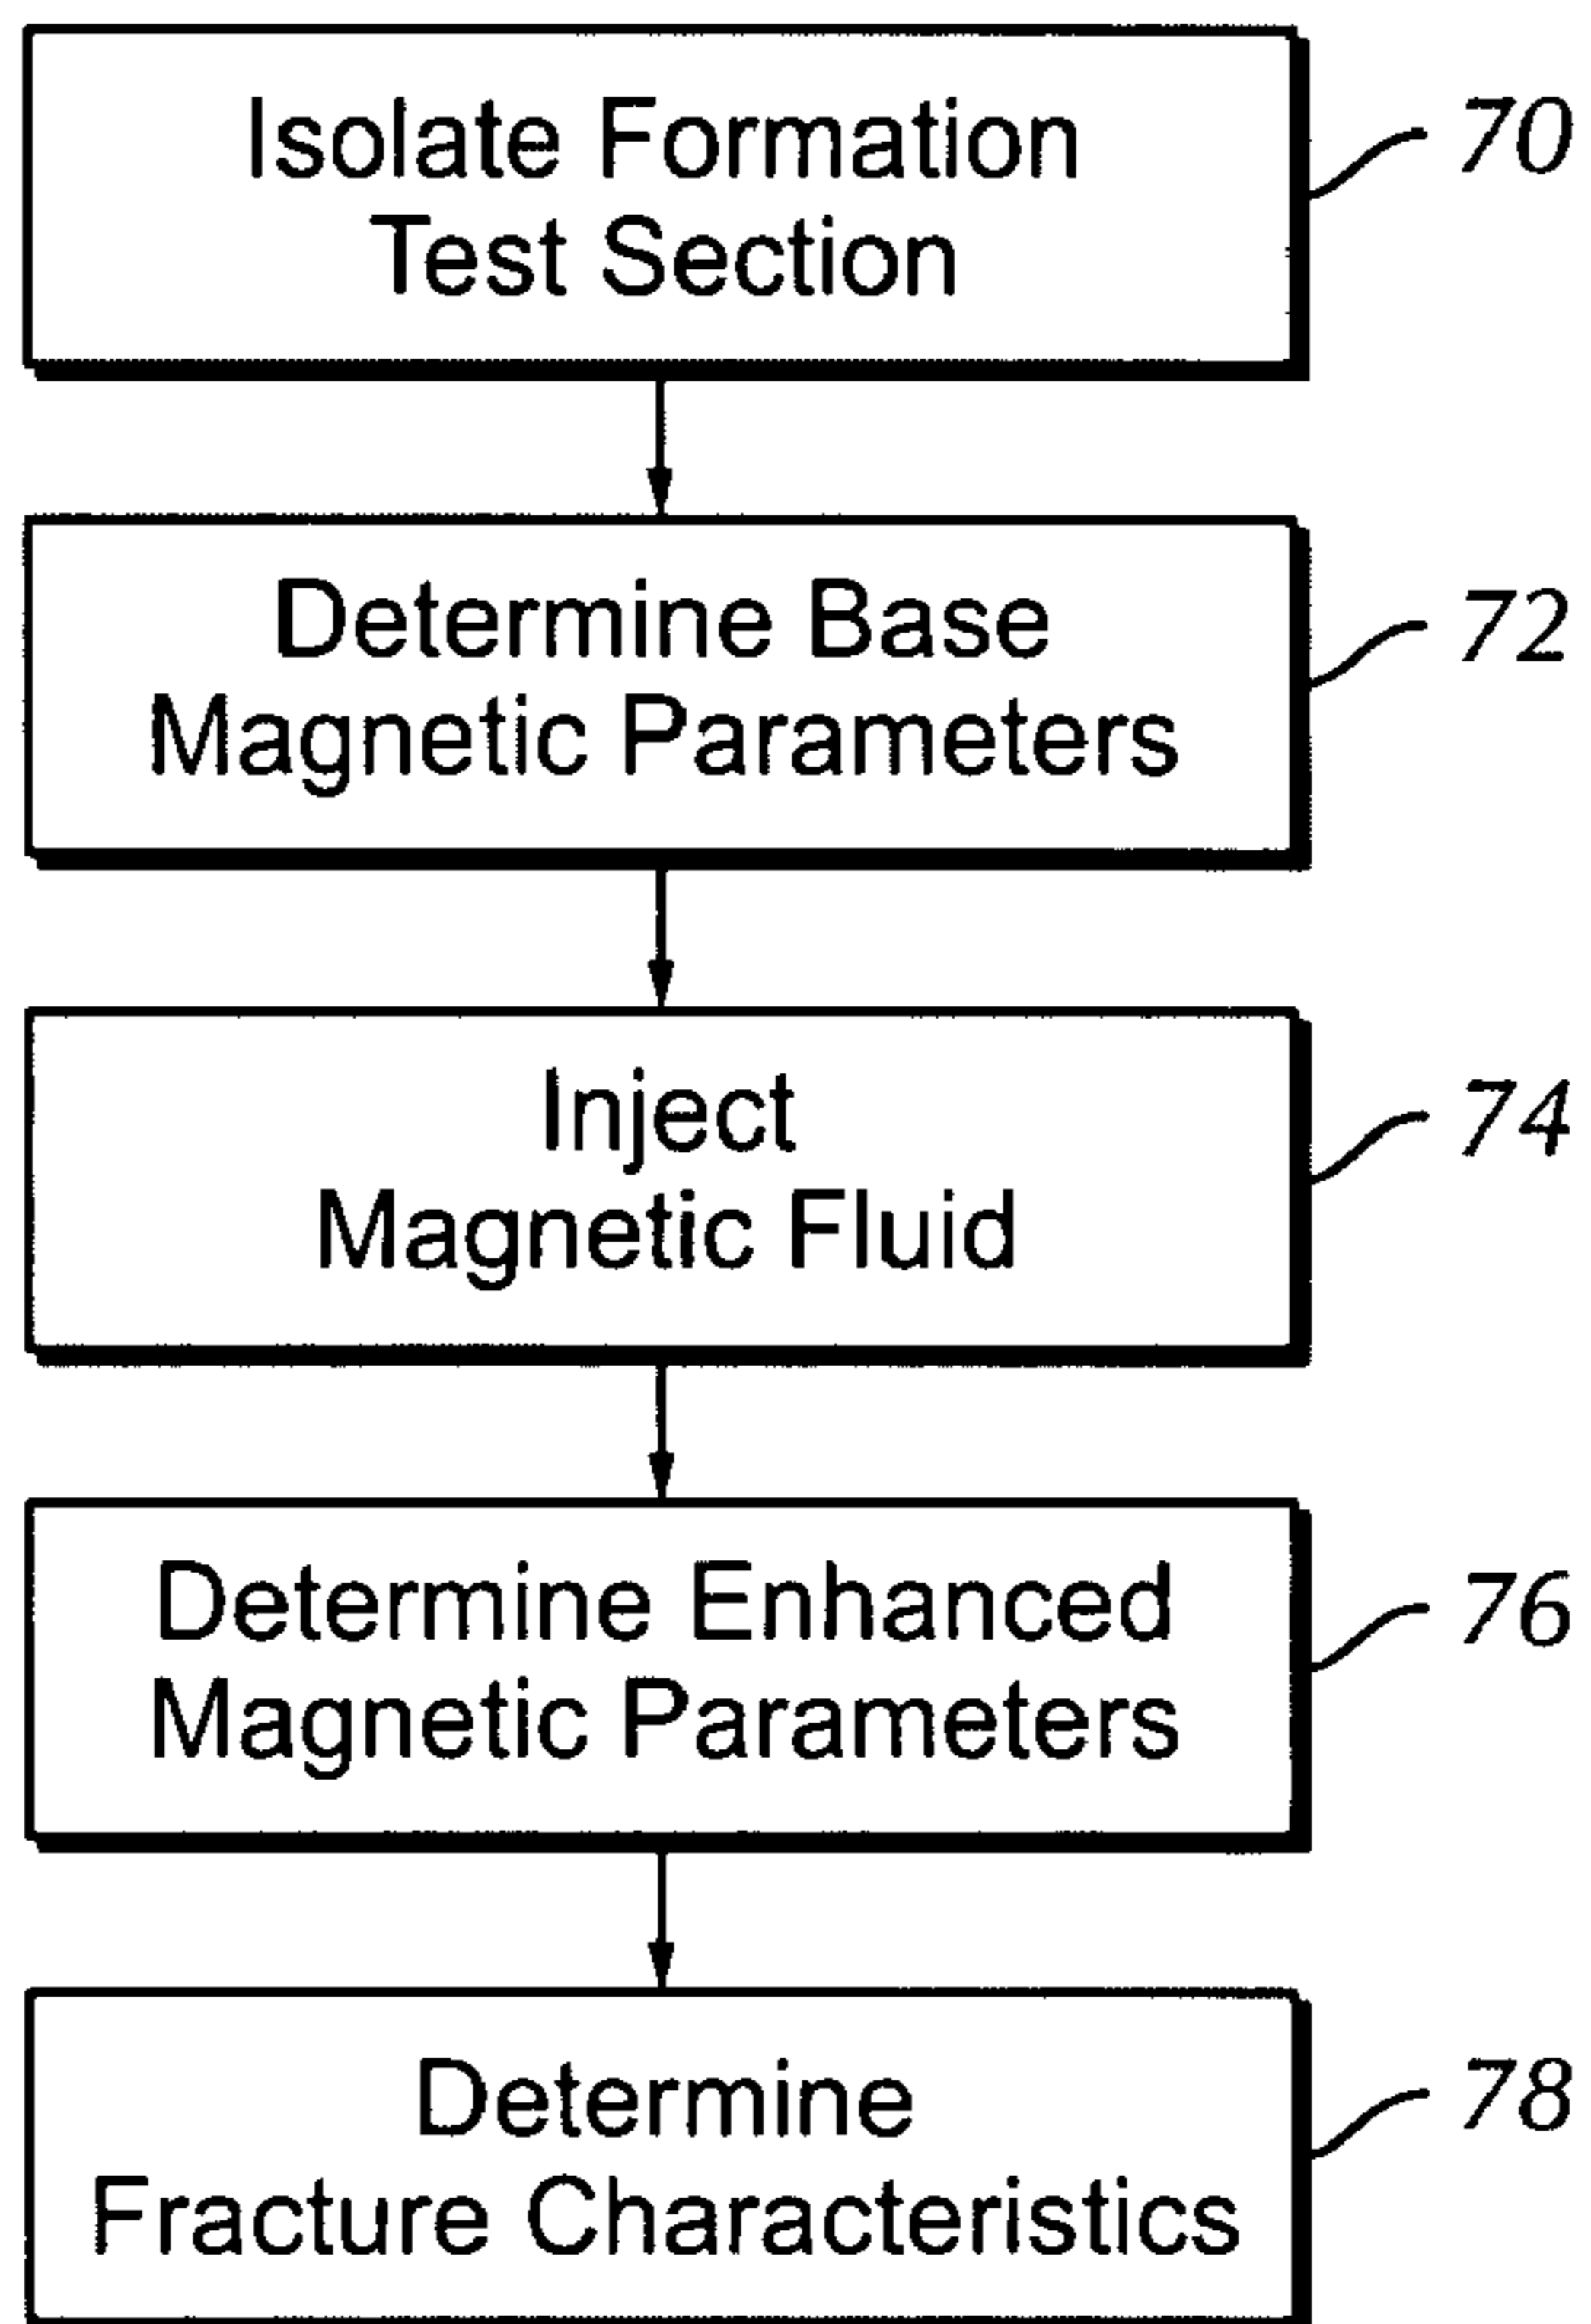 Isolate Formation
Test Section
70
Determine Base
Magnetic Parameters
72
Inject
Magnetic Fluid
74
Determine Enhanced
Magnetic Parameters
76
Determine
Fracture Characteristics
78